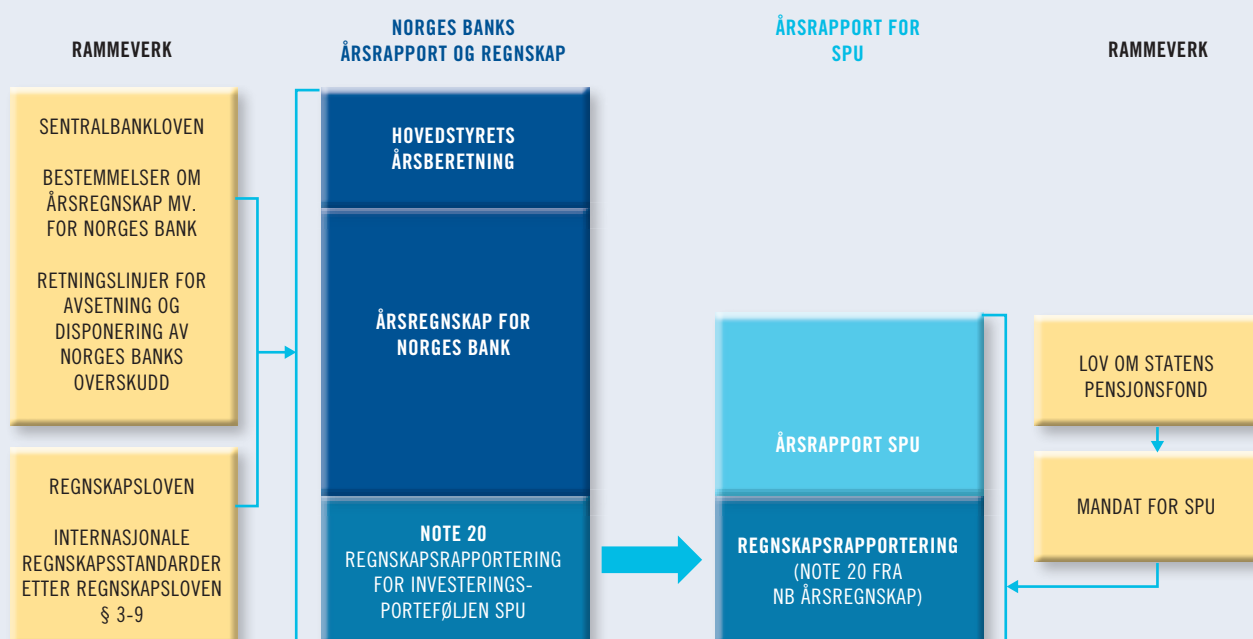 RAMMEVERK
NORGES BANKS
ÅRSRAPPORT OG REGNSKAP
ÅRSRAPPORT FOR
SPU
RAMMEVERK
SENTRALBANKLOVEN
BESTEMMELSER OM
ÅRSREGNSKAP MV.
FOR NORGES BANK
RETNINGSLINJER FOR
AVSETNING OG
DISPONERING AV
NORGES BANKS
OVERSKUDD
REGNSKAPSLOVEN
INTERNASJONALE
REGNSKAPSSTANDARDER
ETTER REGNSKAPSLOVEN
§ 3-9
HOVEDSTYRETS
ÅRSBERETNING
ÅRSREGNSKAP FOR
NORGES BANK
NOTE 20
REGNSKAPSRAPPORTERING
FOR INVESTERINGS-
PORTEFØLJEN SPU
ÅRSRAPPORT SPU
REGNSKAPSRAPPORTERING
(NOTE 20 FRA
NB ÅRSREGNSKAP)
LOV OM STATENS
PENSJONSFOND
MANDAT FOR SPU